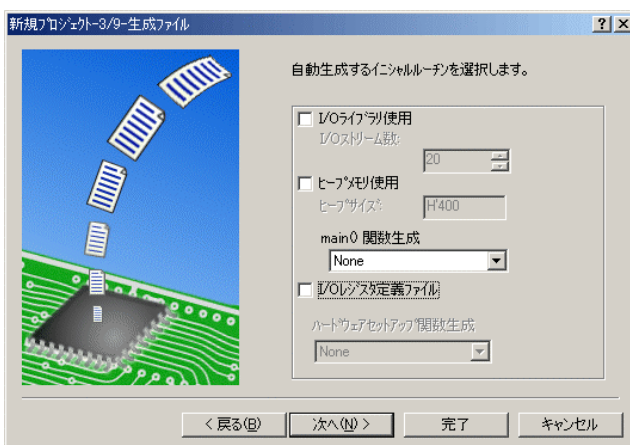 新規プロジェクト-3/9-生成ファイル
自動生成するイニシャルルーチンを選択します。
I/Oライブラリ使用
I/Oストリーム数:
20
ヒープメモリ使用
ヒープサイズ:
H'400
main() 関数生成
None
I/Oレジスタ定義ファイル
ハードウェアセットアップ関数生成
None
< 戻る(B) 次へ(N) > 完了 キャンセル